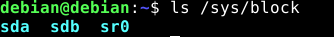 debian@debian:~$ ls /sys/block
sda  sdb  sr0